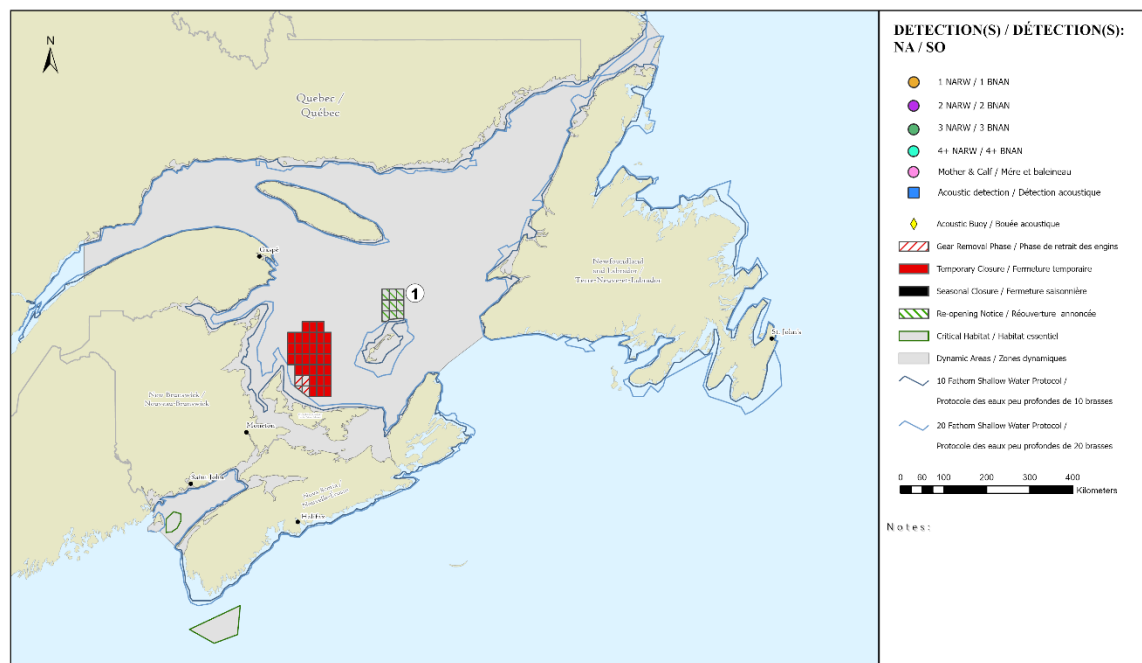 N
Quebec /
Québec
Gaspé
1
Newfoundland
and Labrador
Terre-Neuve-et-Labrador
St. John's
New Brunswick
Nouveau-Brunswick
Moncton
Saint John
Nova Scotia /
Nouvelle-Écosse
Halifax
DETECTION(S) / DÉTECTION(S):
NA / SO
1 NARW / 1 BNAN
2 NARW / 2 BNAN
3 NARW / 3 BNAN
4+ NARW / 4+ BNAN
Mother & Calf / Mère et baleineau
Acoustic detection / Détection acoustique
Acoustic Buoy / Bouée acoustique
Gear Removal Phase / Phase de retrait des engins
Temporary Closure / Fermeture temporaire
Seasonal Closure / Fermeture saisonnière
Re-opening Notice / Réouverture annoncée
Critical Habitat / Habitat essentiel
Dynamic Areas / Zones dynamiques
10 Fathom Shallow Water Protocol /
Protocole des eaux peu profondes de 10 brasses
20 Fathom Shallow Water Protocol /
Protocole des eaux peu profondes de 20 brasses
0 50 100 200 300 400
Kilometers
Notes: